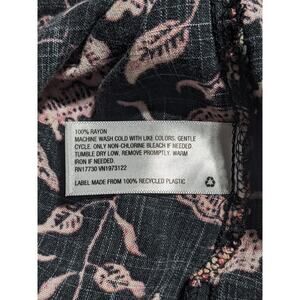 100% RAYON
MACHINE WASH COLD WITH LIKE COLORS. GENTLE
CYCLE. ONLY NON-CHLORINE BLEACH IF NEEDED.
TUMBLE DRY LOW. REMOVE PROMPTLY. WARM
IRON IF NEEDED.
RN17730 VN1973122
LABEL MADE FROM 100% RECYCLED PLASTIC